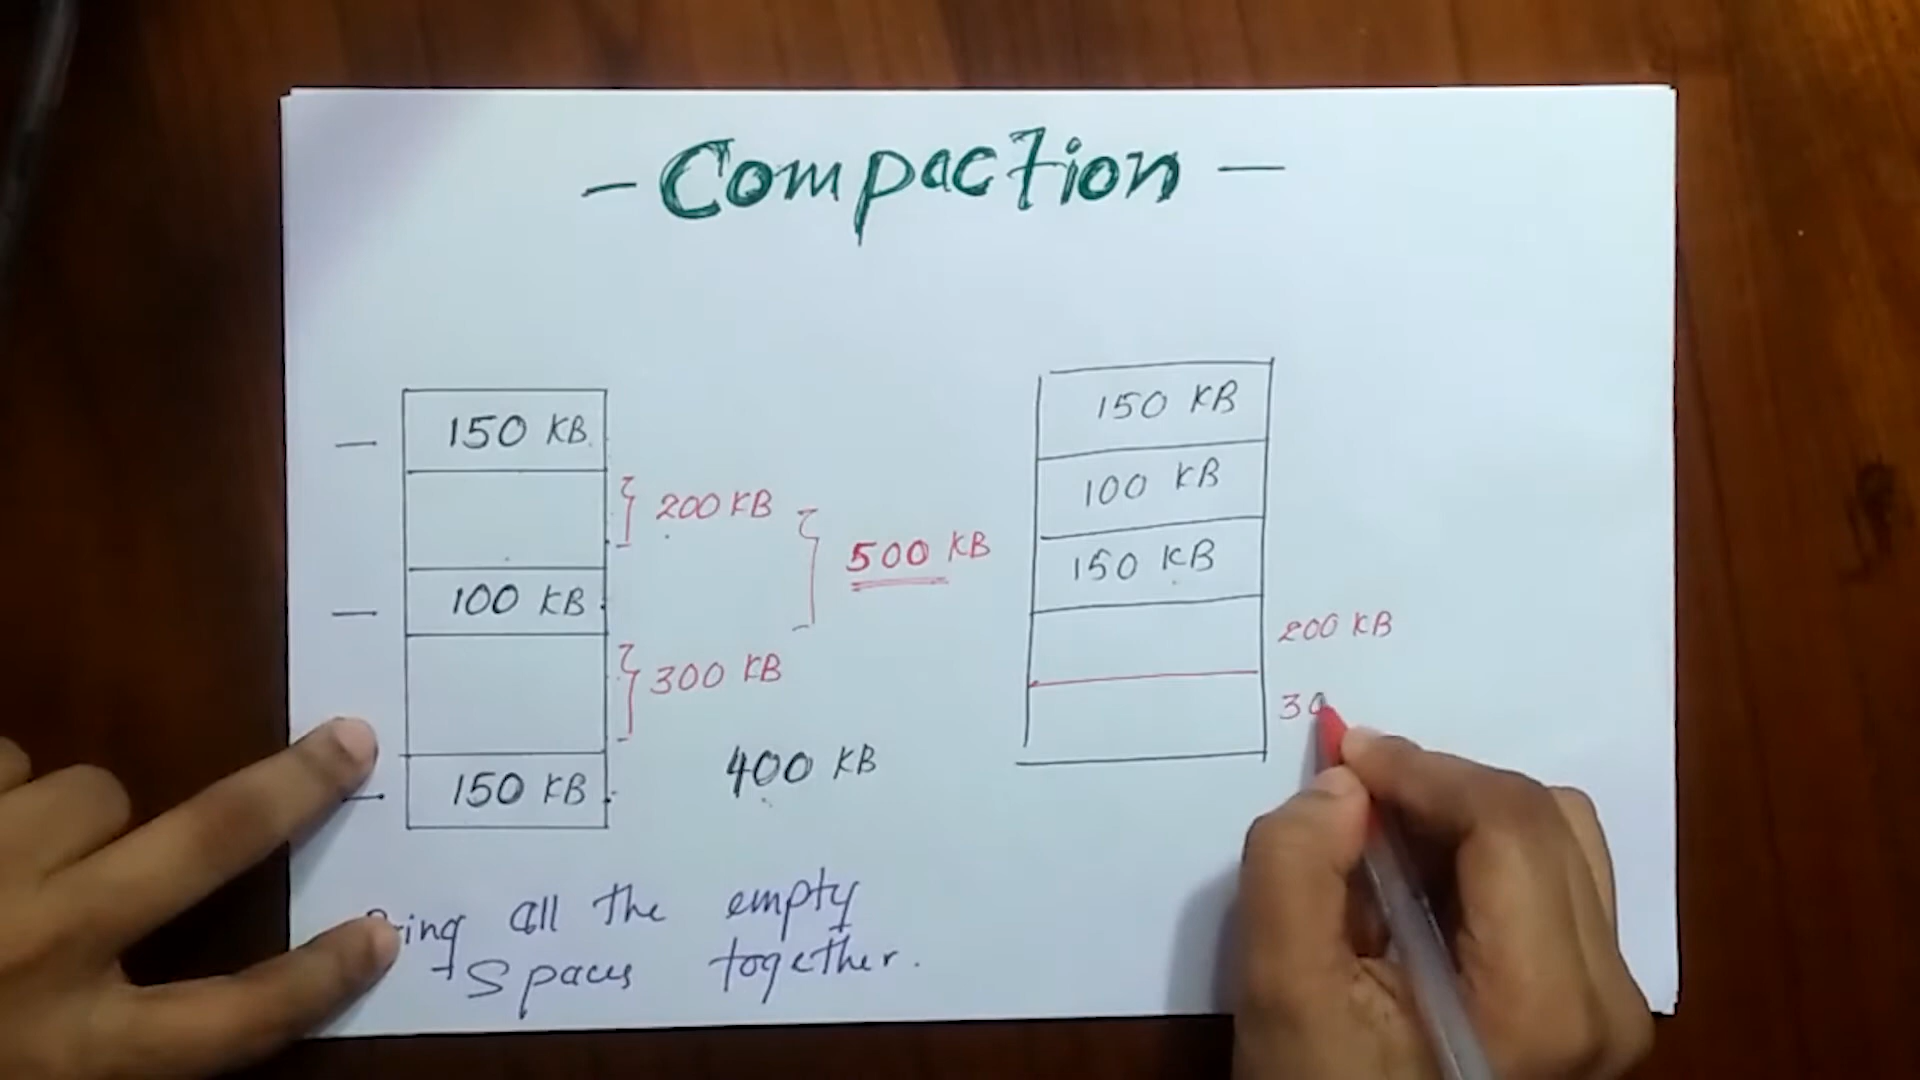 - Compaction -
150 KB
200 KB
500 KB
100 KB
300 KB
150 KB
400 KB
150 KB
100 KB
150 KB
200 KB
30
all the empty
spaces together.